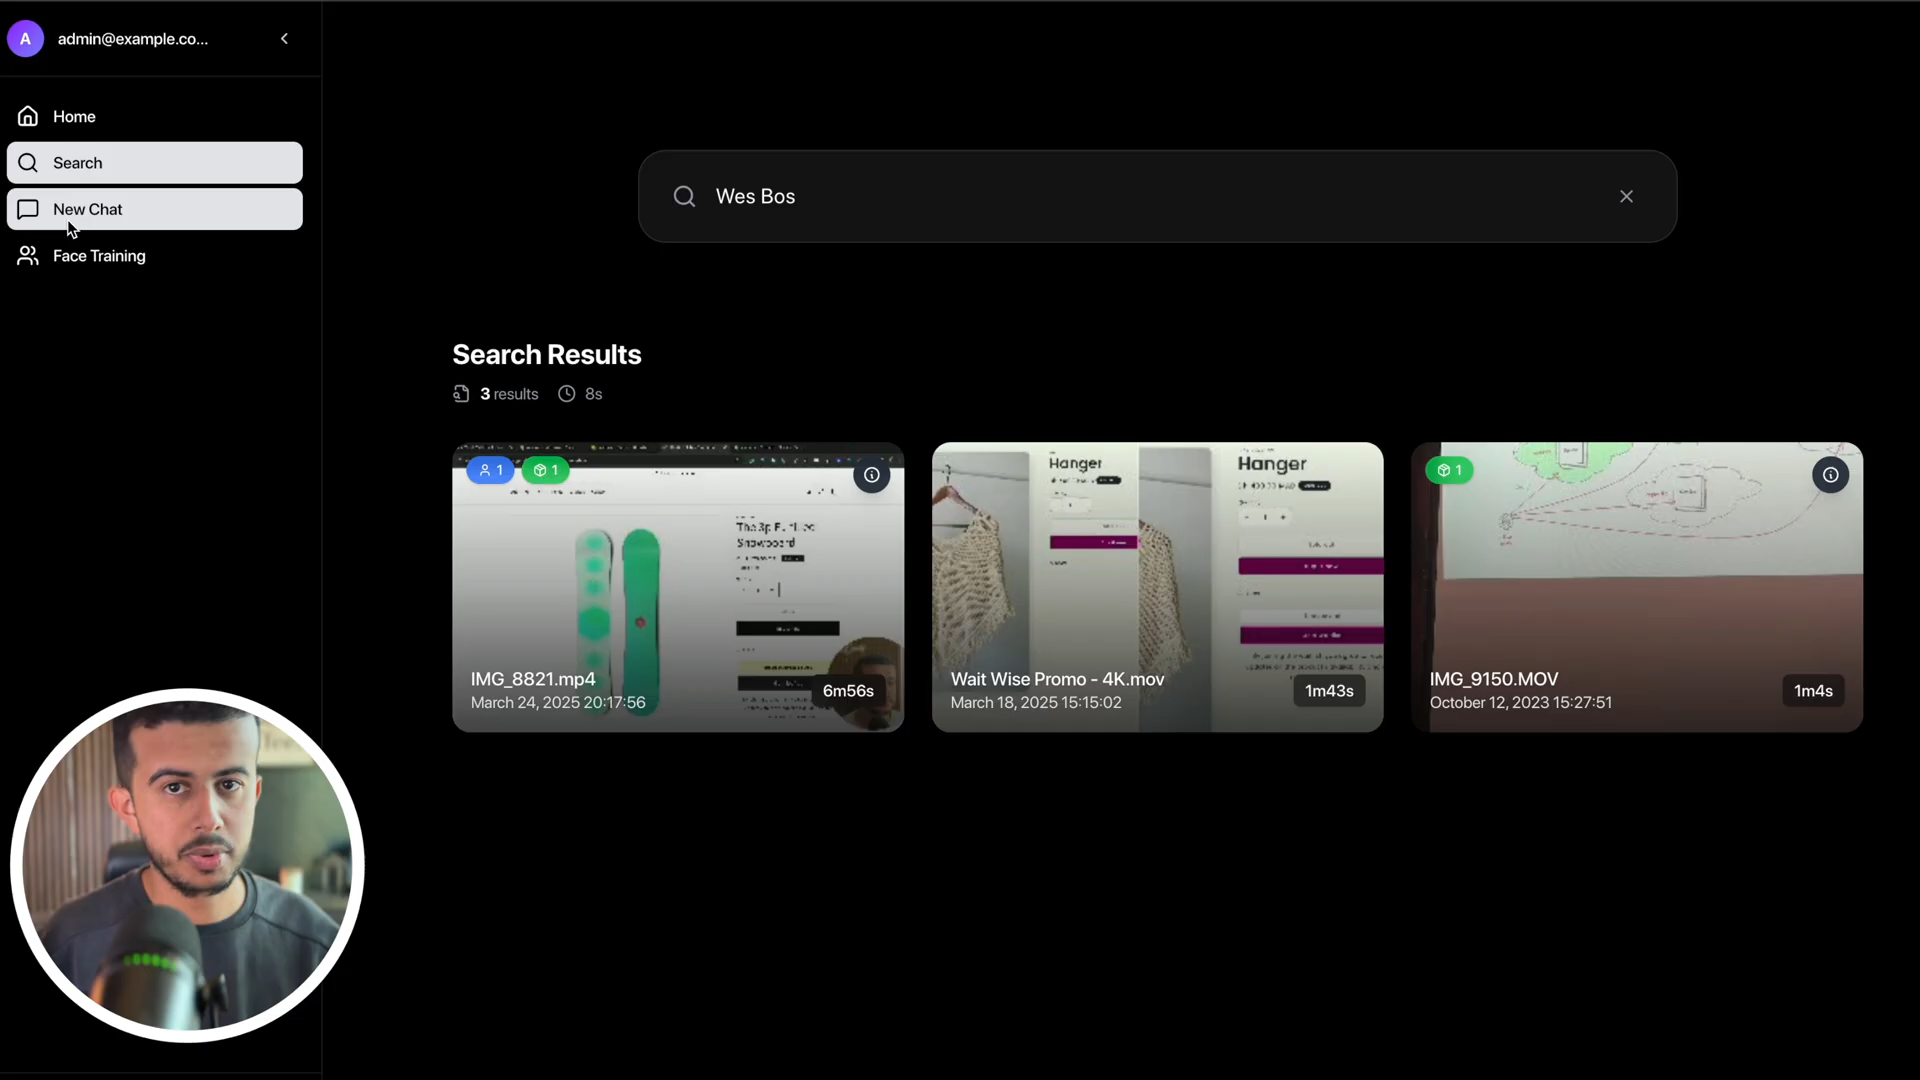 A
admin@example.co...
Home
Search
New Chat
Face Training
Wes Bos
Search Results
3 results
8s
1
1
Snowboard
IMG_8821.mp4
March 24, 2025 20:17:56
6m56s
Hanger
Hanger
Wait Wise Promo - 4K.mov
March 18, 2025 15:15:02
1m43s
1
IMG_9150.MOV
October 12, 2023 15:27:51
1m4s